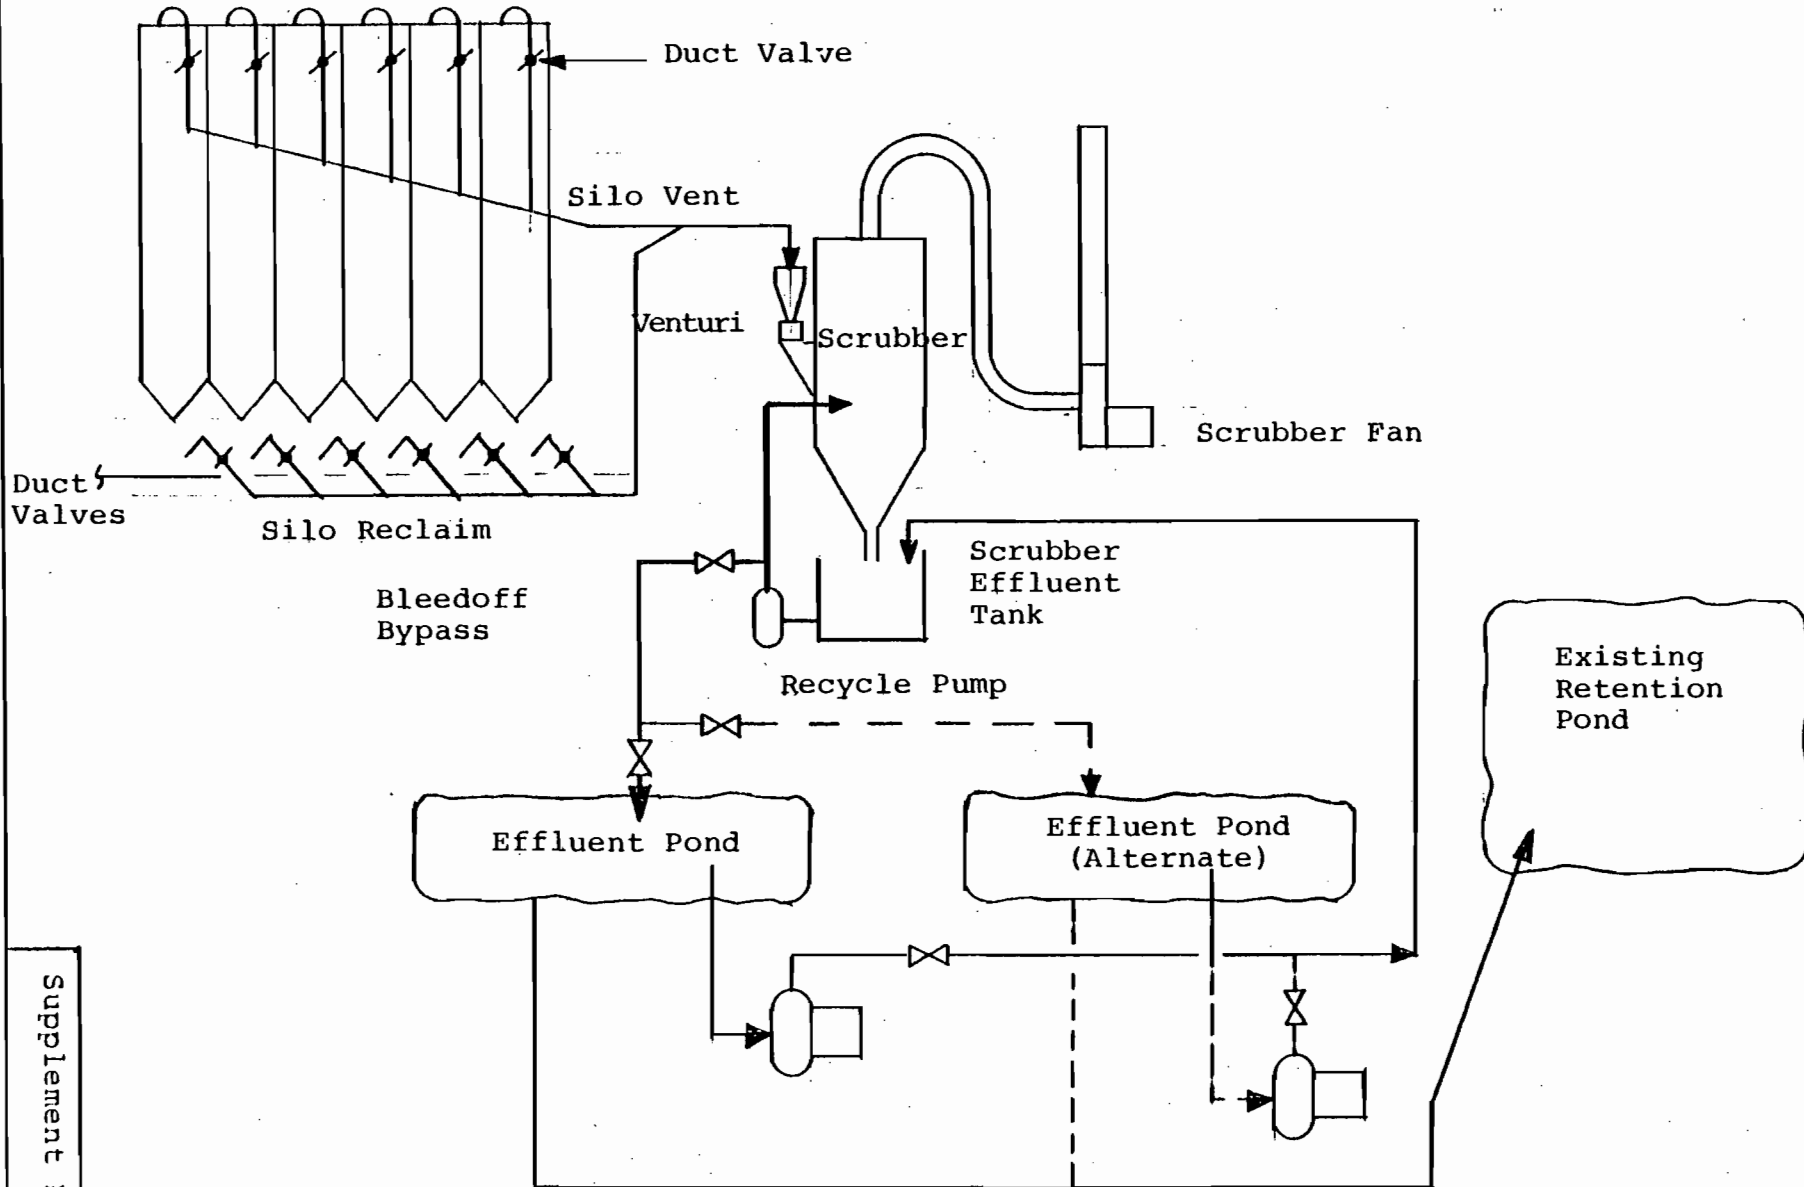 Duct Valve
Silo Vent
Venturi
Scrubber
Scrubber Fan
Duct
Valves
Silo Reclaim
Scrubber
Effluent
Tank
Bleedoff
Bypass
Recycle Pump
Existing
Retention
Pond
Effluent Pond
Effluent Pond
(Alternate)
Supplement